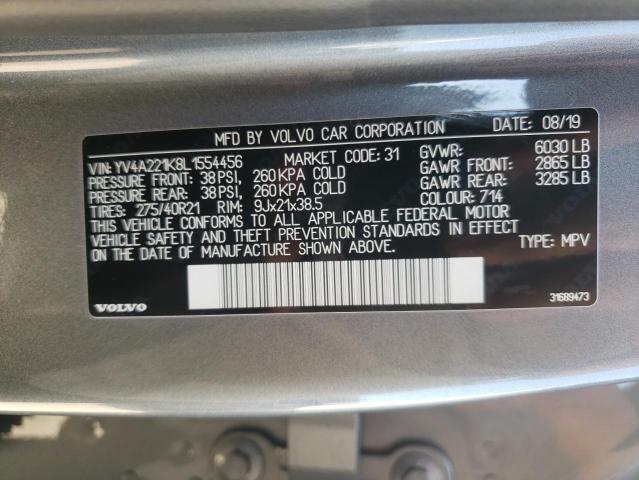 MFD BY VOLVO CAR CORPORATION DATE: 08/19
VIN: YV4A221K8L1554456 MARKET CODE: 31 GVWR: 6030 LB
PRESSURE FRONT: 38 PSI, 260 KPA COLD GAWR FRONT: 2865 LB
PRESSURE REAR: 38 PSI, 260 KPA COLD GAWR REAR: 3285 LB
TIRES: 275/40R21 RIM: 9Jx21x38.5 COLOUR: 714
THIS VEHICLE CONFORMS TO ALL APPLICABLE FEDERAL MOTOR
VEHICLE SAFETY AND THEFT PREVENTION STANDARDS IN EFFECT
ON THE DATE OF MANUFACTURE SHOWN ABOVE. TYPE: MPV
VOLVO 31689473